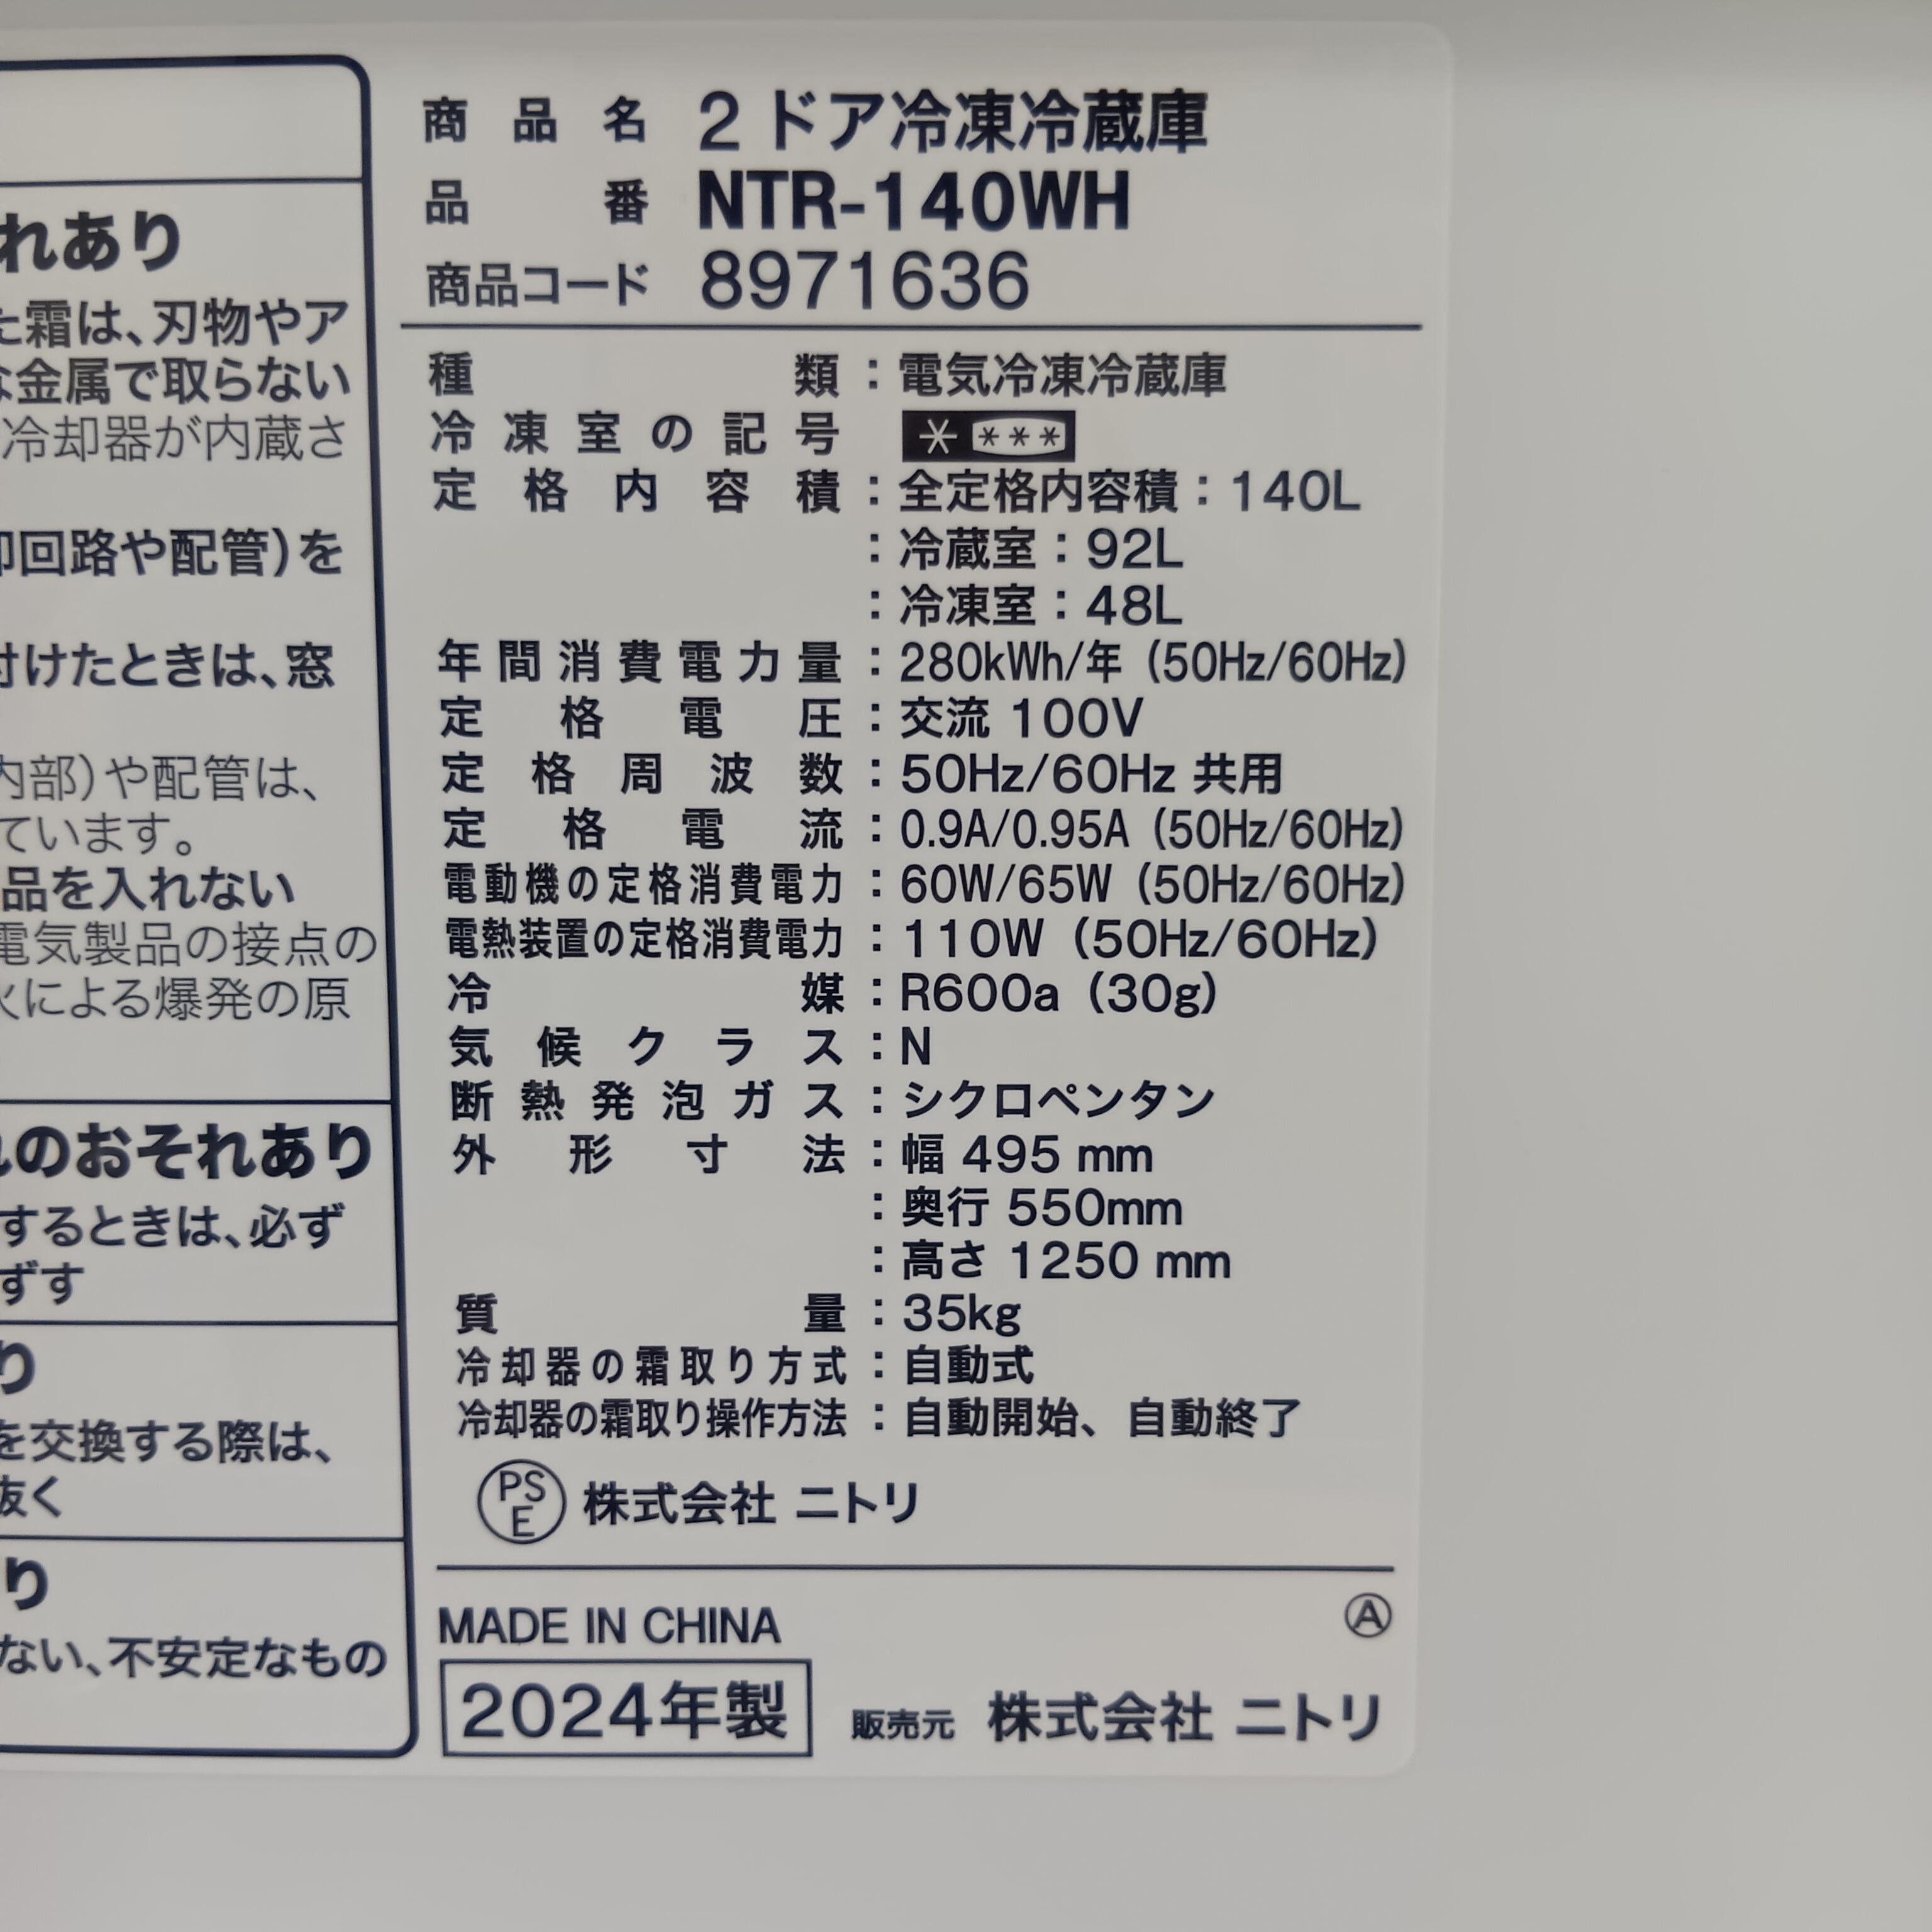 れあり
た霜は、刃物やア
な金属で取らない
冷却器が内蔵さ
却回路や配管)を
付けたときは、窓
内部)や配管は、
ています。
品を入れない
電気製品の接点の
火による爆発の原
れのおそれあり
するときは、必ず
ずす
り
を交換する際は、
抜く
り
ない、不安定なもの
商品名 2ドア冷凍冷蔵庫
品番 NTR-140WH
商品コード 8971636
種類:電気冷凍冷蔵庫
冷凍室の記号 * ***
定格内容積:全定格内容積:140L
:冷蔵室:92L
:冷凍室:48L
年間消費電力量:280kWh/年 (50Hz/60Hz)
定格電圧:交流 100V
定格周波数:50Hz/60Hz 共用
定格電流:0.9A/0.95A (50Hz/60Hz)
電動機の定格消費電力:60W/65W (50Hz/60Hz)
電熱装置の定格消費電力:110W (50Hz/60Hz)
冷媒:R600a (30g)
気候クラス:N
断熱発泡ガス:シクロペンタン
外形寸法:幅 495 mm
:奥行 550mm
:高さ 1250 mm
質量:35kg
冷却器の霜取り方式:自動式
冷却器の霜取り操作方法:自動開始、自動終了
PSE 株式会社 ニトリ
MADE IN CHINA Ⓐ
2024年製 販売元 株式会社 ニトリ